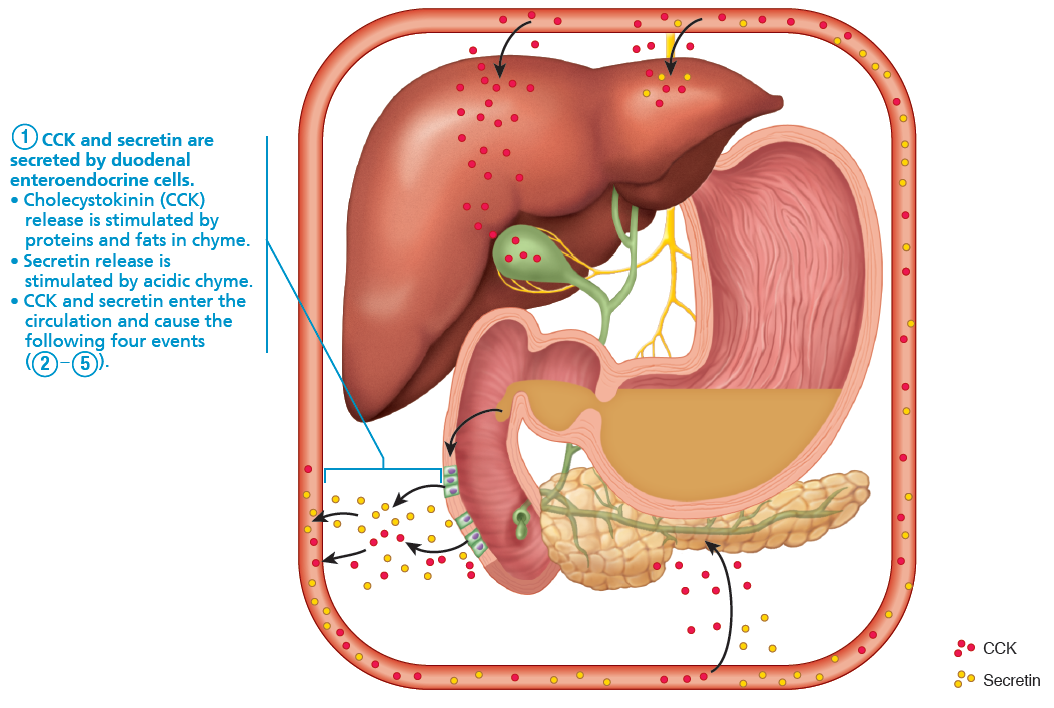 ① CCK and secretin are
secreted by duodenal
enteroendocrine cells.
• Cholecystokinin (CCK)
release is stimulated by
proteins and fats in chyme.
• Secretin release is
stimulated by acidic chyme.
• CCK and secretin enter the
circulation and cause the
following four events
(②–⑤).
CCK
Secretin